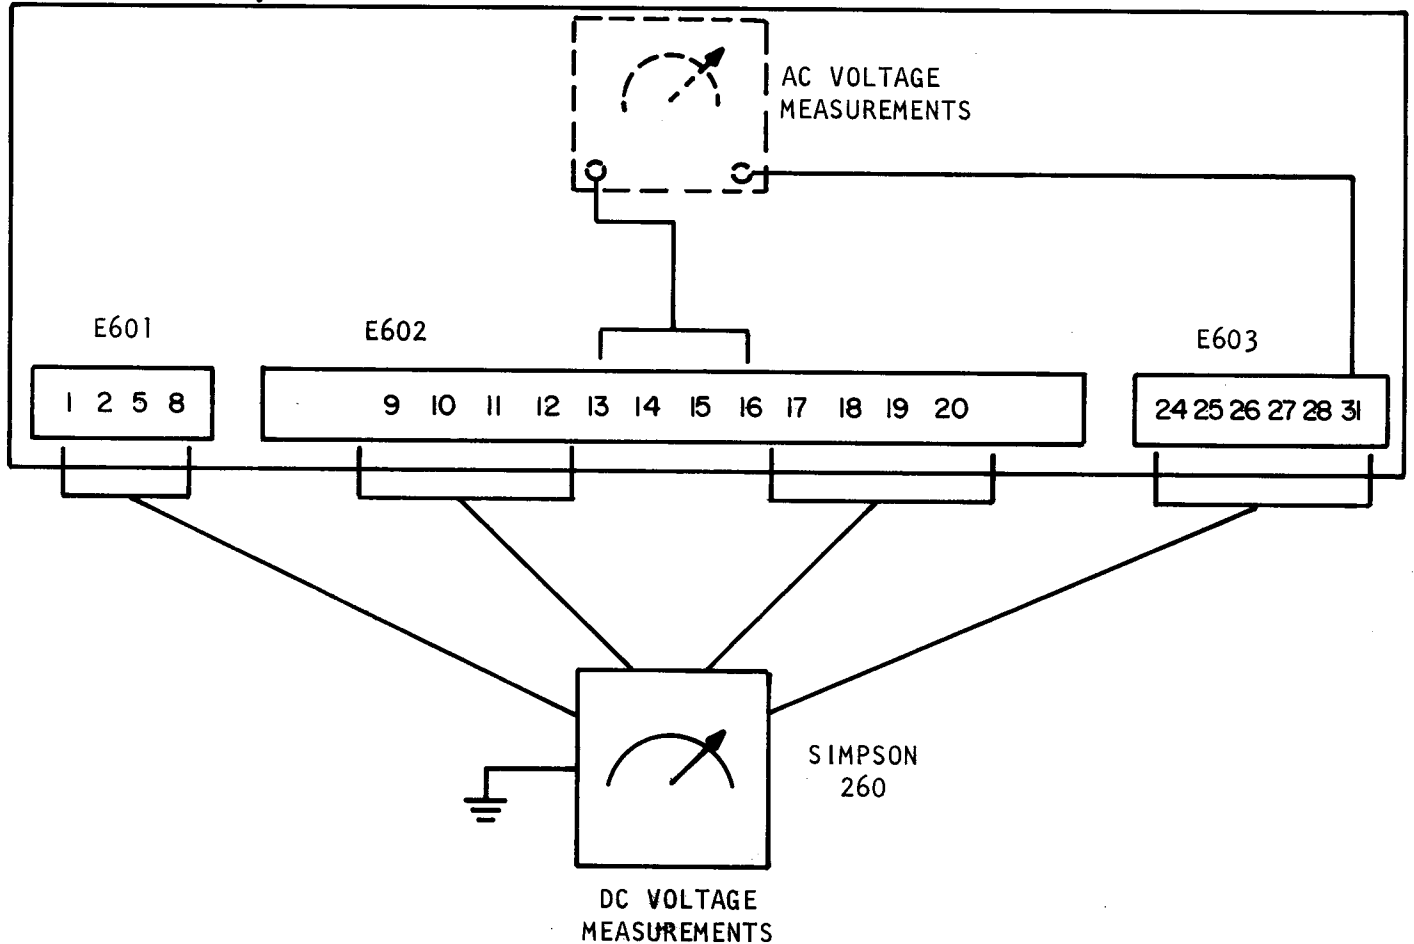 AC VOLTAGE
MEASUREMENTS
E601
E602
E603
1 2 5 8
9 10 11 12 13 14 15 16 17 18 19 20
24 25 26 27 28 31
SIMPSON
260
DC VOLTAGE
MEASUREMENTS